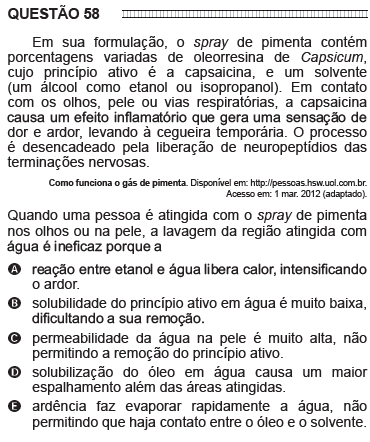 QUESTÃO 58
Em sua formulação, o spray de pimenta contém
porcentagens variadas de oleorresina de Capsicum,
cujo princípio ativo é a capsaicina, e um solvente
(um álcool como etanol ou isopropanol). Em contato
com os olhos, pele ou vias respiratórias, a capsaicina
causa um efeito inflamatório que gera uma sensação de
dor e ardor, levando à cegueira temporária. O processo
é desencadeado pela liberação de neuropeptídios das
terminações nervosas.
Como funciona o gás de pimenta. Disponível em: http://pessoas.hsw.uol.com.br.
Acesso em: 1 mar. 2012 (adaptado).
Quando uma pessoa é atingida com o spray de pimenta
nos olhos ou na pele, a lavagem da região atingida com
água é ineficaz porque a
A reação entre etanol e água libera calor, intensificando
o ardor.
B solubilidade do princípio ativo em água é muito baixa,
dificultando a sua remoção.
C permeabilidade da água na pele é muito alta, não
permitindo a remoção do princípio ativo.
D solubilização do óleo em água causa um maior
espalhamento além das áreas atingidas.
E ardência faz evaporar rapidamente a água, não
permitindo que haja contato entre o óleo e o solvente.